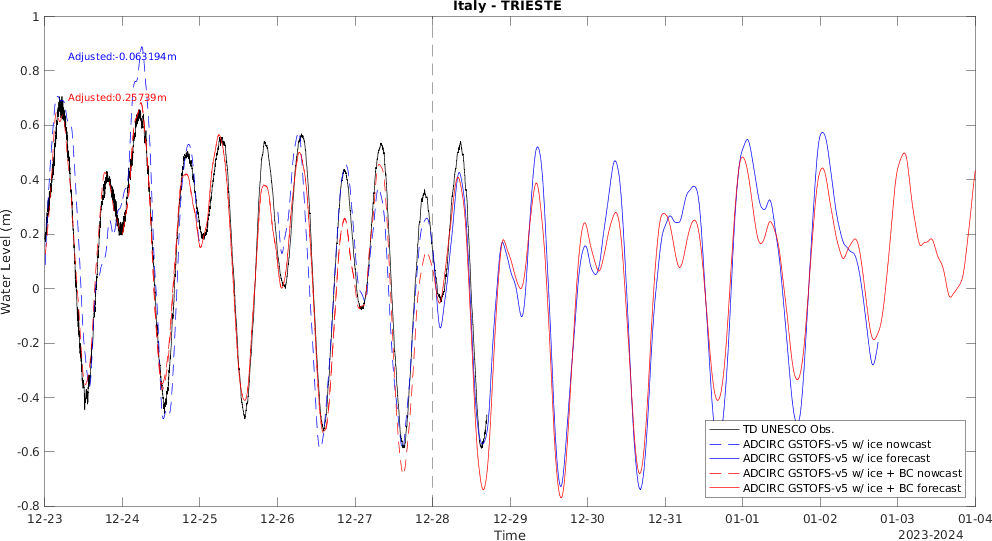 Italy - TRIESTE
Adjusted:-0.063194m
Adjusted:0.25739m
1
0.8
0.6
0.4
0.2
0
-0.2
-0.4
-0.6
-0.8
Water Level (m)
12-23 12-24 12-25 12-26 12-27 12-28 12-29 12-30 12-31 01-01 01-02 01-03 01-04
Time
2023-2024
TD UNESCO Obs.
ADCIRC GSTOFS-v5 w/ ice nowcast
ADCIRC GSTOFS-v5 w/ ice forecast
ADCIRC GSTOFS-v5 w/ ice + BC nowcast
ADCIRC GSTOFS-v5 w/ ice + BC forecast